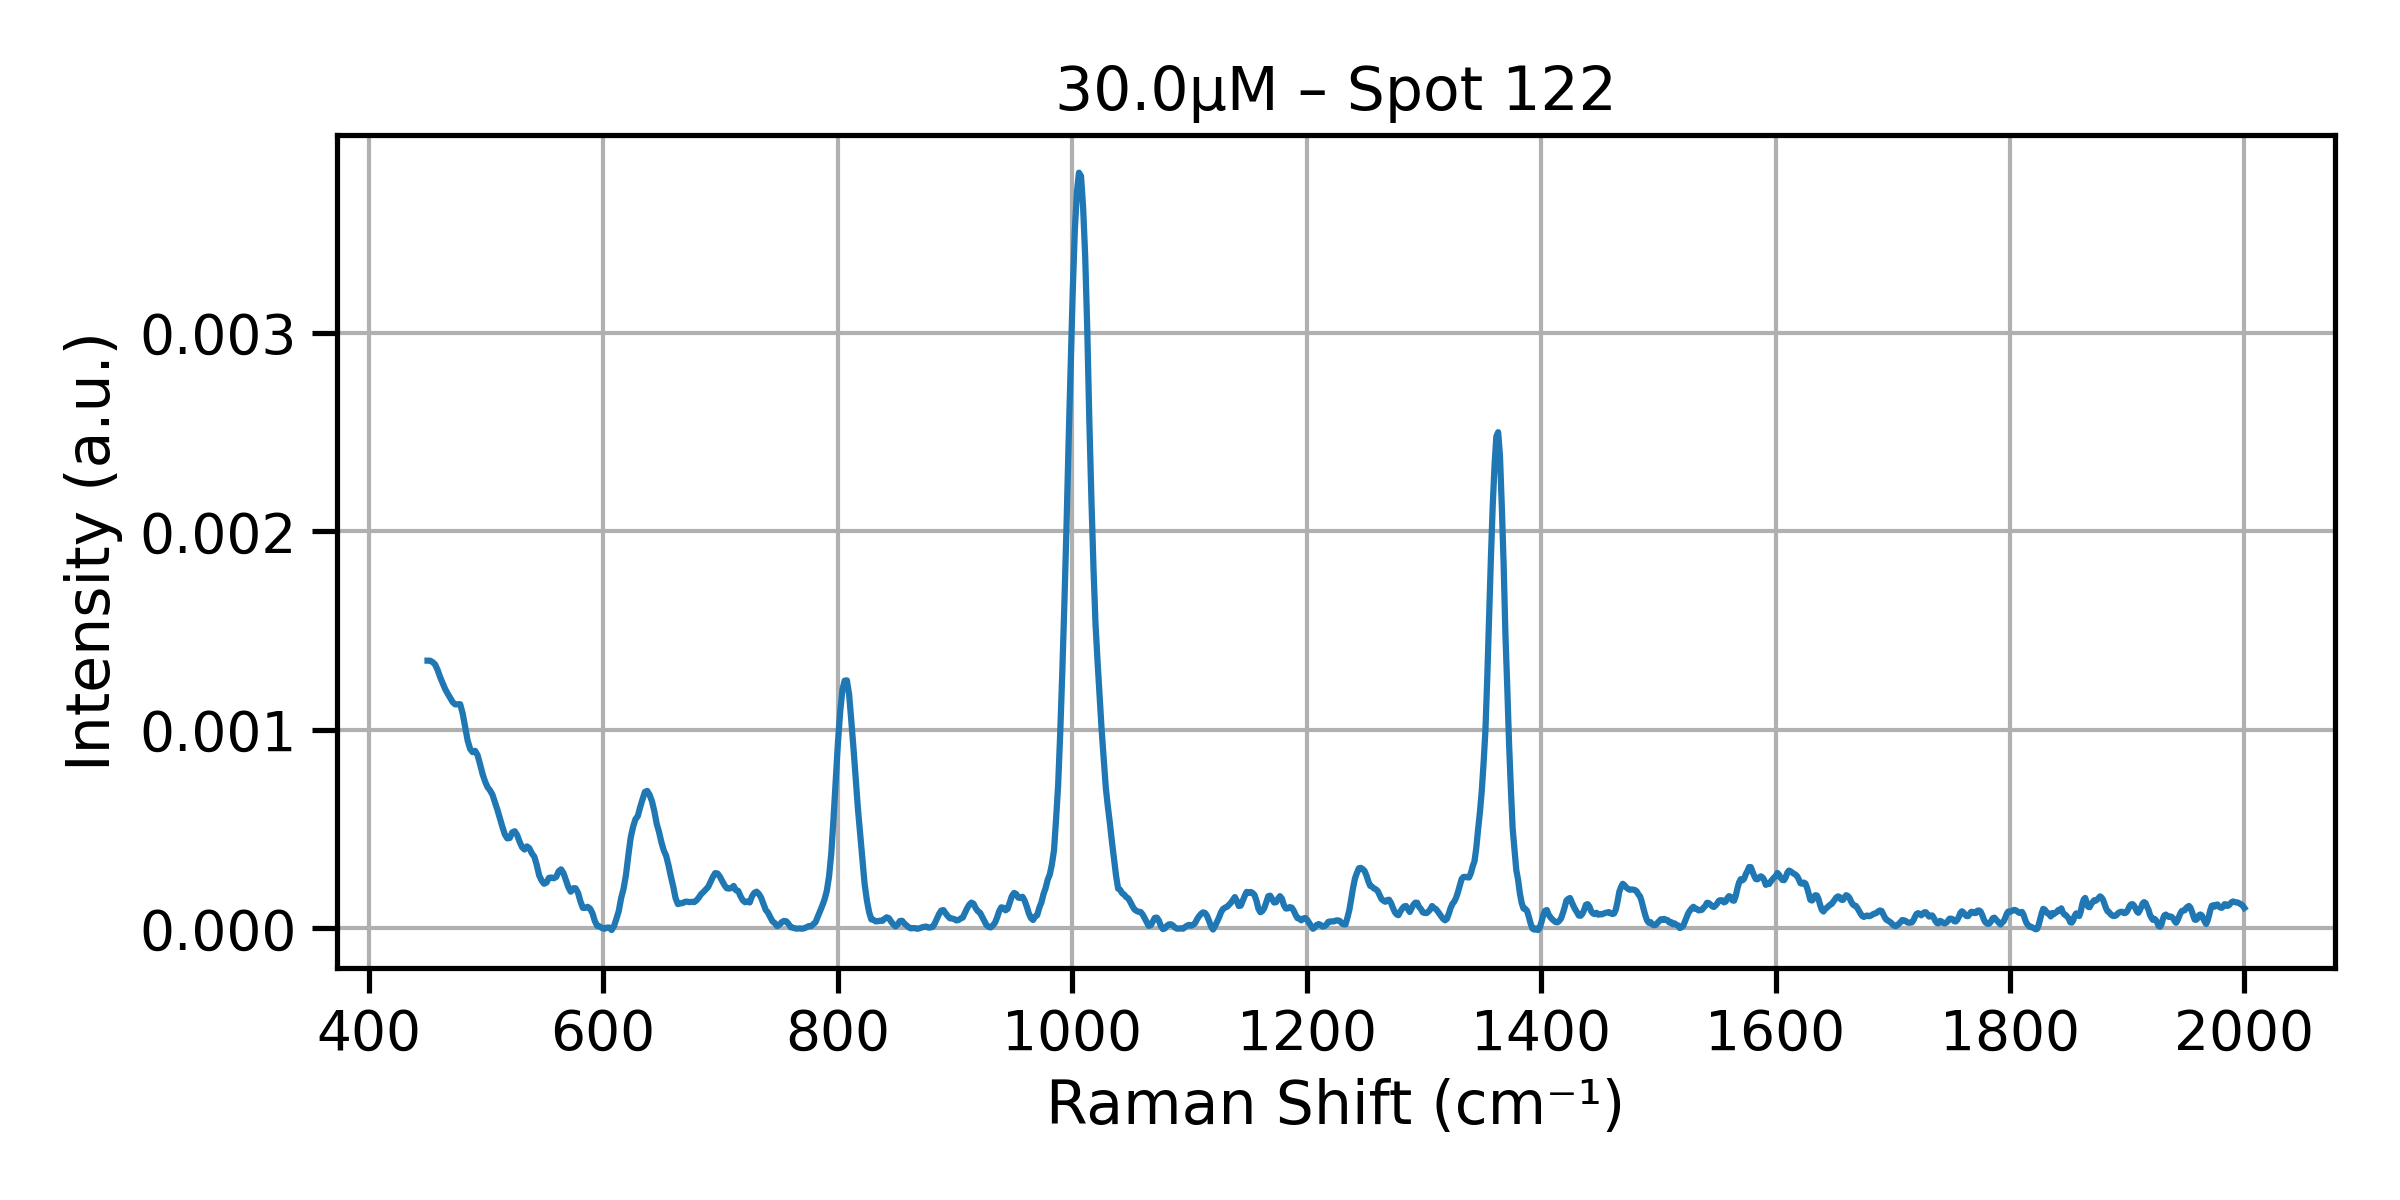 30.0µM – Spot 122
Intensity (a.u.)
0.003
0.002
0.001
0.000
400 600 800 1000 1200 1400 1600 1800 2000
Raman Shift (cm⁻¹)